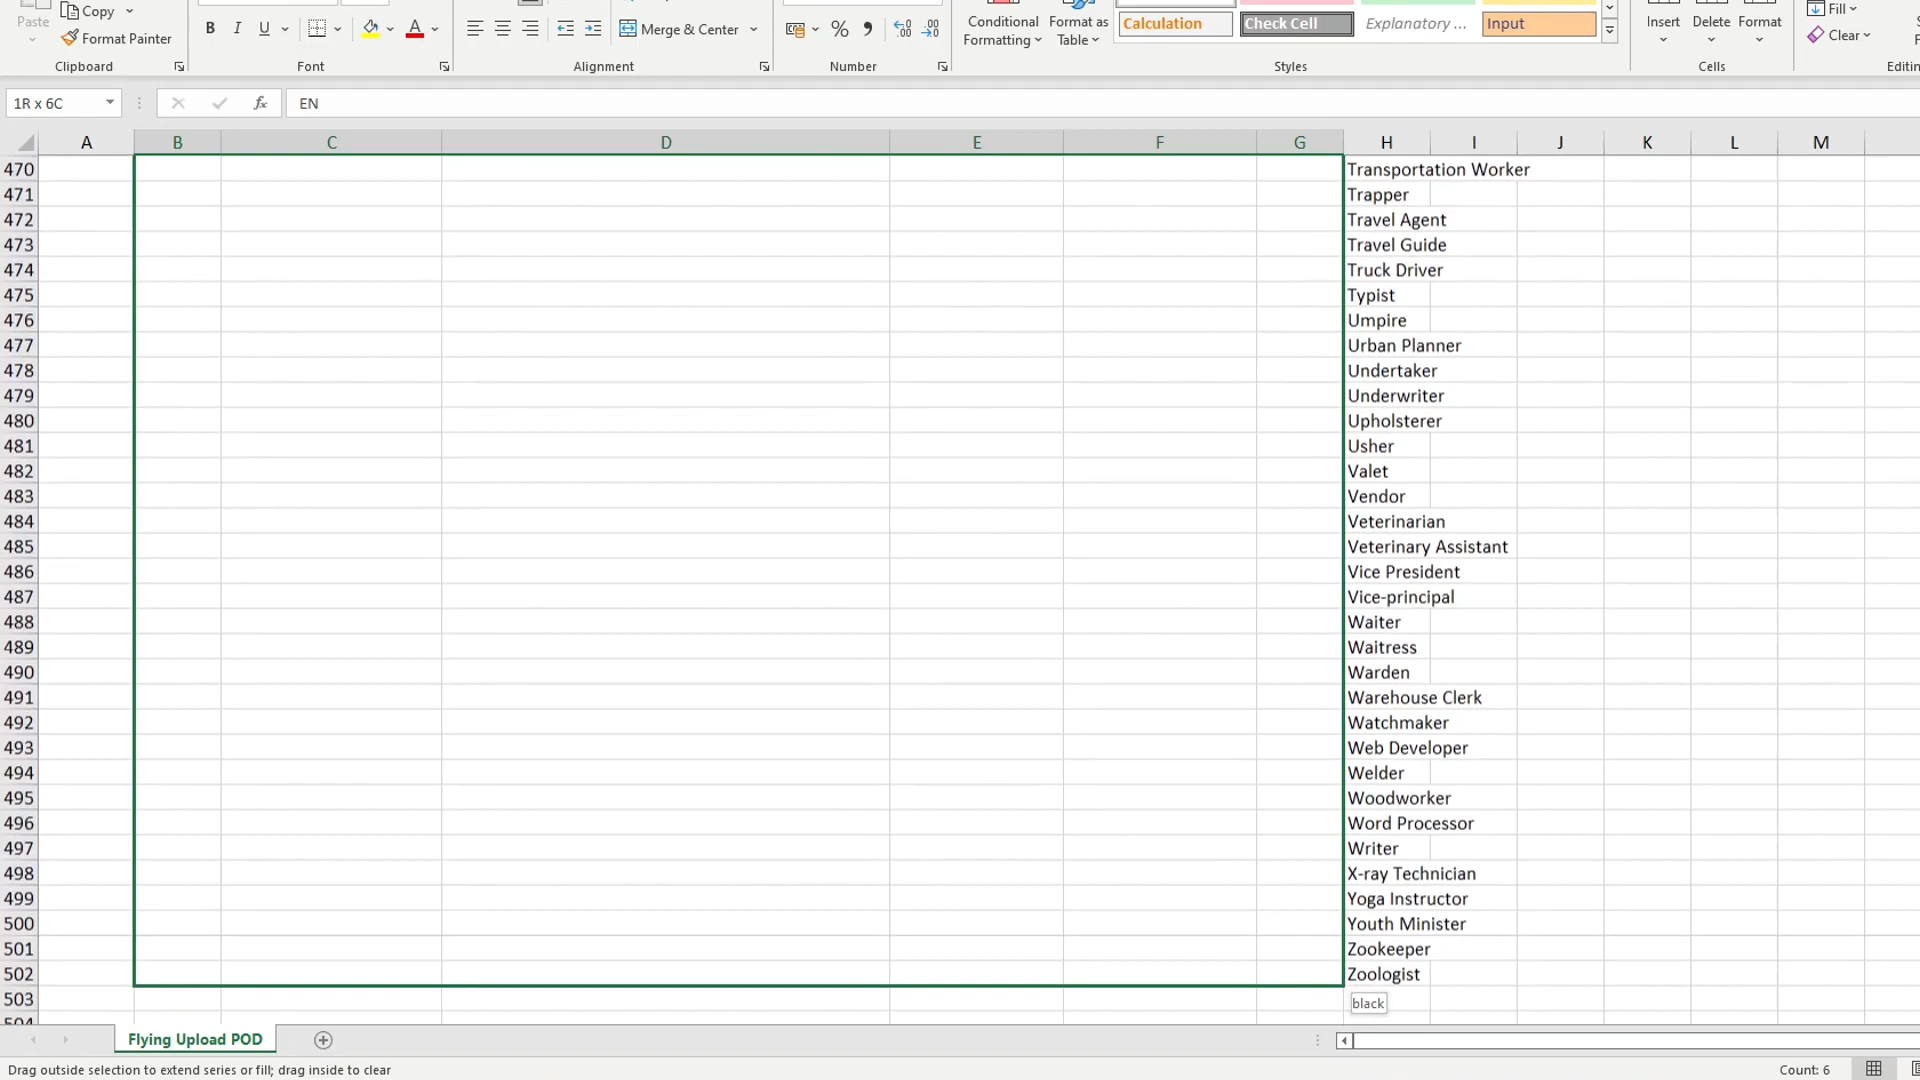 Paste
Copy
Format Painter
Clipboard
B I U
A
Font
Merge & Center
Alignment
%
Number
Conditional Formatting
Format as Table
Calculation
Check Cell
Explanatory ...
Input
Styles
Insert
Delete
Format
Cells
Fill
Clear
Editin
1R x 6C
fx
EN
A B C D E F G H I J K L M
470 Transportation Worker
471 Trapper
472 Travel Agent
473 Travel Guide
474 Truck Driver
475 Typist
476 Umpire
477 Urban Planner
478 Undertaker
479 Underwriter
480 Upholsterer
481 Usher
482 Valet
483 Vendor
484 Veterinarian
485 Veterinary Assistant
486 Vice President
487 Vice-principal
488 Waiter
489 Waitress
490 Warden
491 Warehouse Clerk
492 Watchmaker
493 Web Developer
494 Welder
495 Woodworker
496 Word Processor
497 Writer
498 X-ray Technician
499 Yoga Instructor
500 Youth Minister
501 Zookeeper
502 Zoologist
503
black
504
Flying Upload POD
Drag outside selection to extend series or fill; drag inside to clear
Count: 6